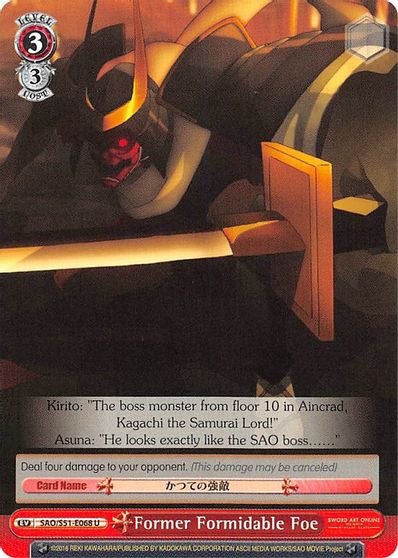 LEVEL
3
3
COST
Kirito: "The boss monster from floor 10 in Aincrad,
Kagachi the Samurai Lord!"
Asuna: "He looks exactly like the SAO boss……"
Deal four damage to your opponent. (This damage may be canceled)
Card Name かつての強敵
EV SAO/S51-E068 U Former Formidable Foe
SWORD ART ONLINE
©2016 REKI KAWAHARA/PUBLISHED BY KADOKAWA CORPORATION ASCII MEDIA WORKS/SAO MOVIE Project